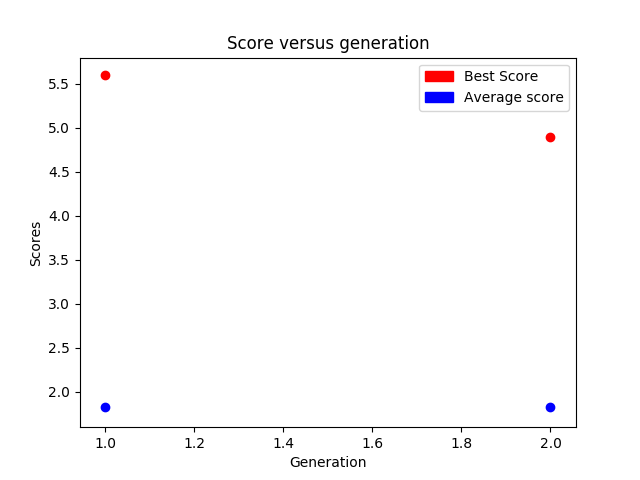 Score versus generation
Best Score
Average score
5.5
5.0
4.5
4.0
3.5
3.0
2.5
2.0
Scores
1.0 1.2 1.4 1.6 1.8 2.0
Generation